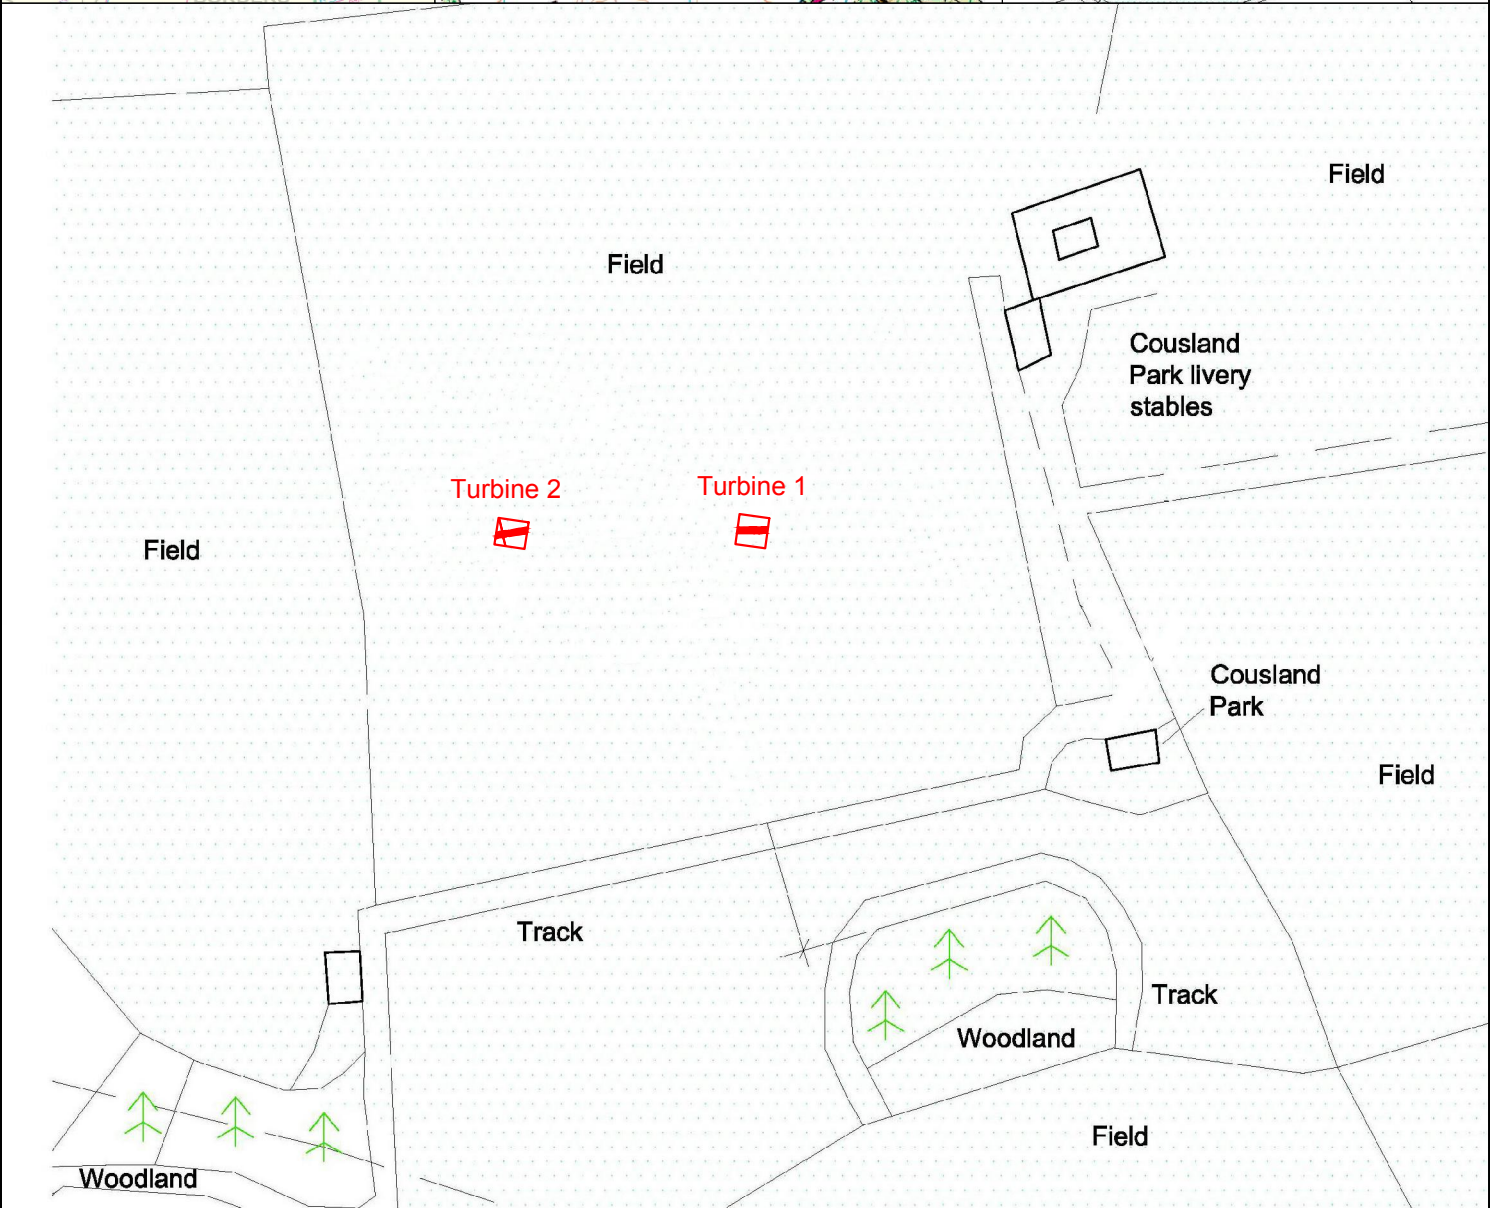 Field
Field
Cousland
Park livery
stables
Turbine 2
Turbine 1
Field
Cousland
Park
Field
Track
Track
Woodland
Field
Woodland